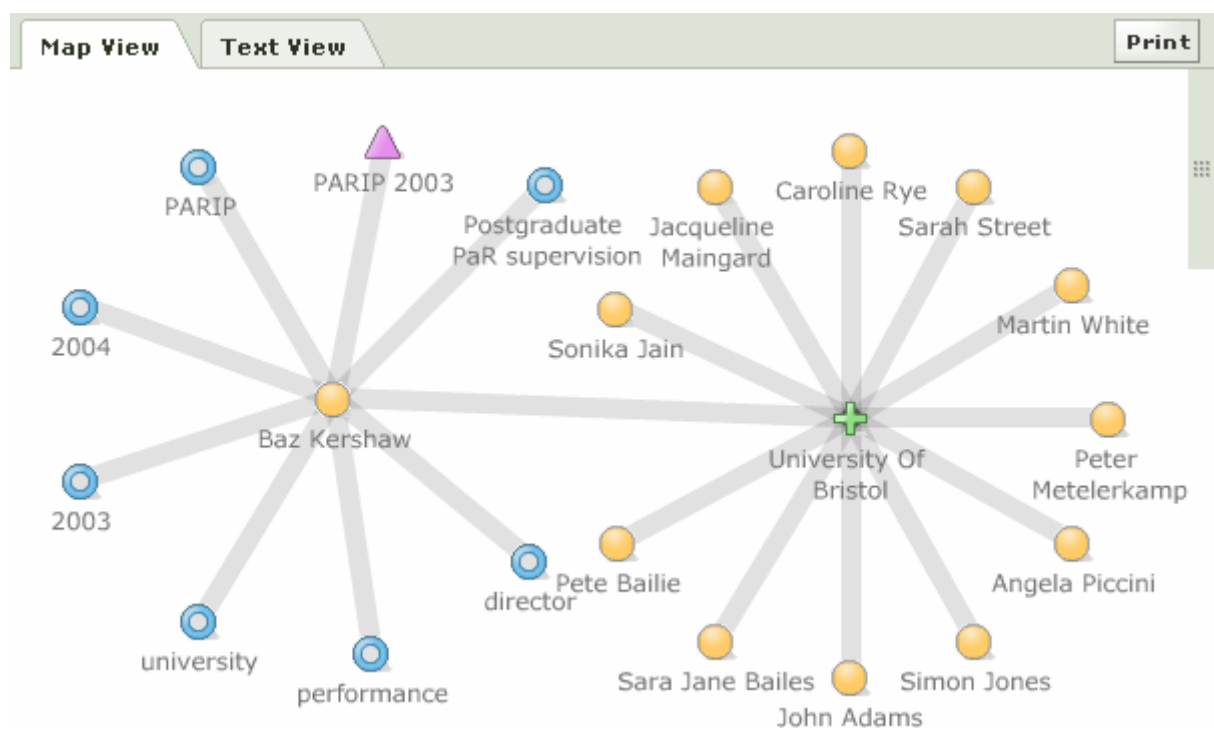 Map View
Text View
Print
PARIP
PARIP 2003
Postgraduate
PaR supervision
Jacqueline
Maingard
Caroline Rye
Sarah Street
2004
Sonika Jain
Martin White
Baz Kershaw
University Of
Bristol
Peter
Metelerkamp
2003
director
Pete Bailie
Angela Piccini
university
performance
Sara Jane Bailes
John Adams
Simon Jones